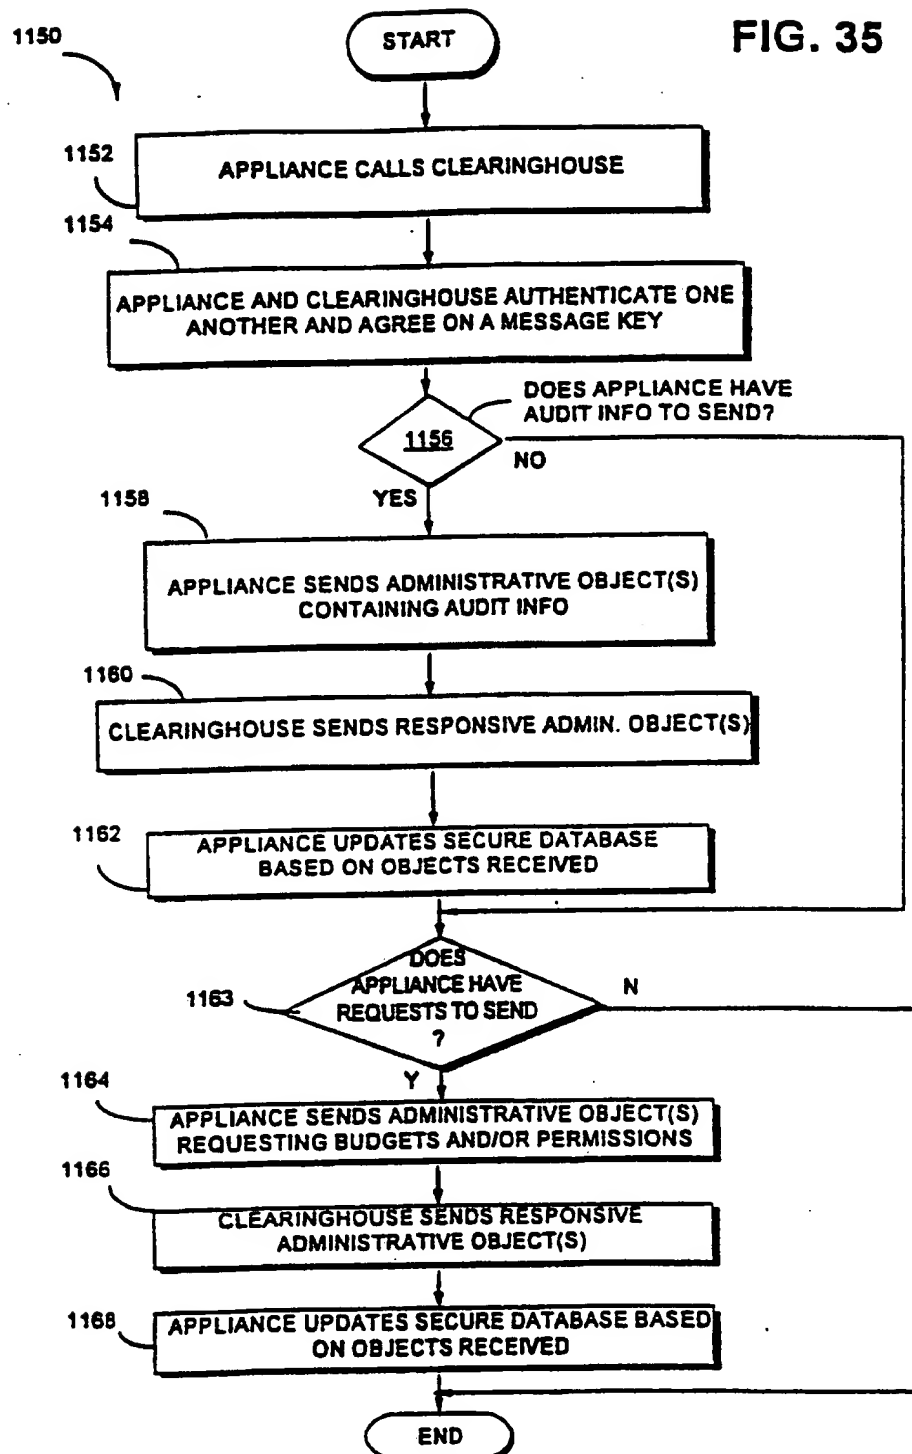 1150
START
FIG. 35
1152
APPLIANCE CALLS CLEARINGHOUSE
1154
APPLIANCE AND CLEARINGHOUSE AUTHENTICATE ONE
ANOTHER AND AGREE ON A MESSAGE KEY
DOES APPLIANCE HAVE
AUDIT INFO TO SEND?
1156
NO
YES
1158
APPLIANCE SENDS ADMINISTRATIVE OBJECT(S)
CONTAINING AUDIT INFO
1160
CLEARINGHOUSE SENDS RESPONSIVE ADMIN. OBJECT(S)
1162
APPLIANCE UPDATES SECURE DATABASE
BASED ON OBJECTS RECEIVED
1163
DOES
APPLIANCE HAVE
REQUESTS TO SEND
?
N
Y
1164
APPLIANCE SENDS ADMINISTRATIVE OBJECT(S)
REQUESTING BUDGETS AND/OR PERMISSIONS
1166
CLEARINGHOUSE SENDS RESPONSIVE
ADMINISTRATIVE OBJECT(S)
1168
APPLIANCE UPDATES SECURE DATABASE BASED
ON OBJECTS RECEIVED
END